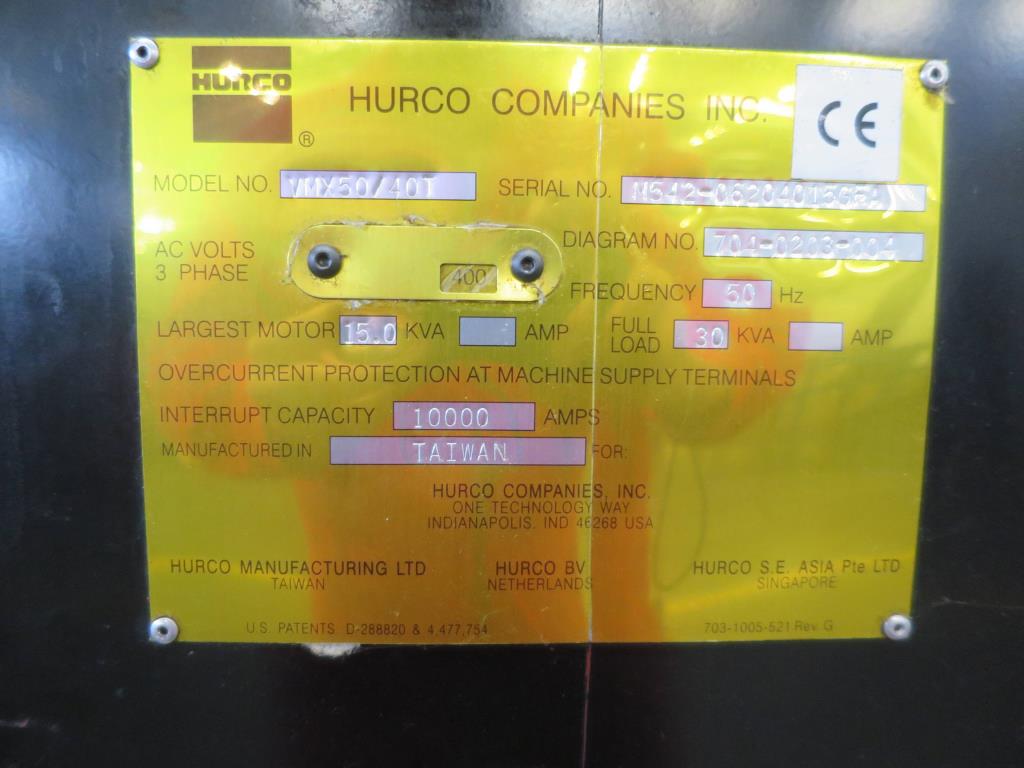 HURCO
®
HURCO COMPANIES INC.
CE
MODEL NO. VMX50/40T SERIAL NO.
AC VOLTS
3 PHASE
400
DIAGRAM NO. 704-0203-004
FREQUENCY 50 Hz
LARGEST MOTOR 15.0 KVA AMP FULL LOAD 30 KVA AMP
OVERCURRENT PROTECTION AT MACHINE SUPPLY TERMINALS
INTERRUPT CAPACITY 10000 AMPS
MANUFACTURED IN TAIWAN FOR:
HURCO COMPANIES, INC.
ONE TECHNOLOGY WAY
INDIANAPOLIS, IND 46268 USA
HURCO MANUFACTURING LTD HURCO BV HURCO S.E. ASIA Pte LTD
TAIWAN NETHERLANDS SINGAPORE
U.S. PATENTS D-288820 & 4,477,754 703-1005-521 Rev. G